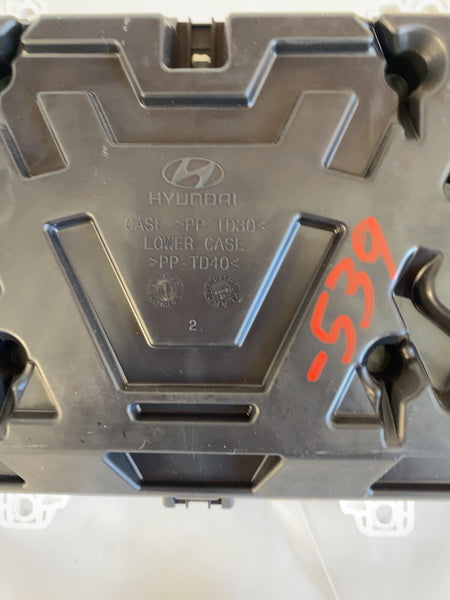 HYUNDAI
CASE >PP-TD30<
LOWER CASE
>PP-TD40<
2
-539